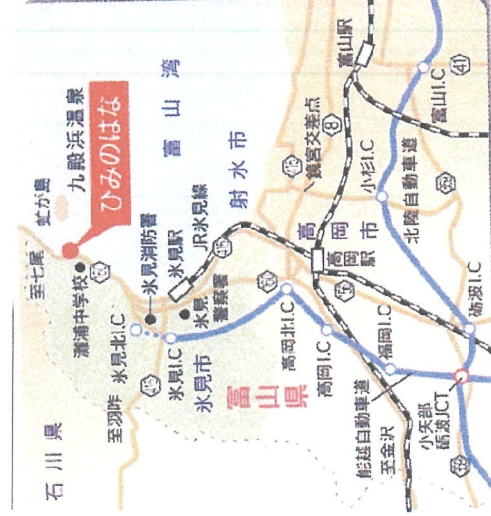 石川県
至七尾
虻が島
九殿浜温泉
ひみのはな
灘浦中学校
160
氷見北I.C
至羽咋
415
氷見消防署
氷見駅
JR氷見線
氷見
警察署
氷見I.C
氷見市
富山湾
富山県
射水市
415
160
高岡北I.C
高岡I.C
福岡I.C
能越自動車道
至金沢
小矢部
砺波JCT
砺波I.C
高岡市
高岡駅
8
小杉I.C
北陸自動車道
富山駅
富山I.C
41